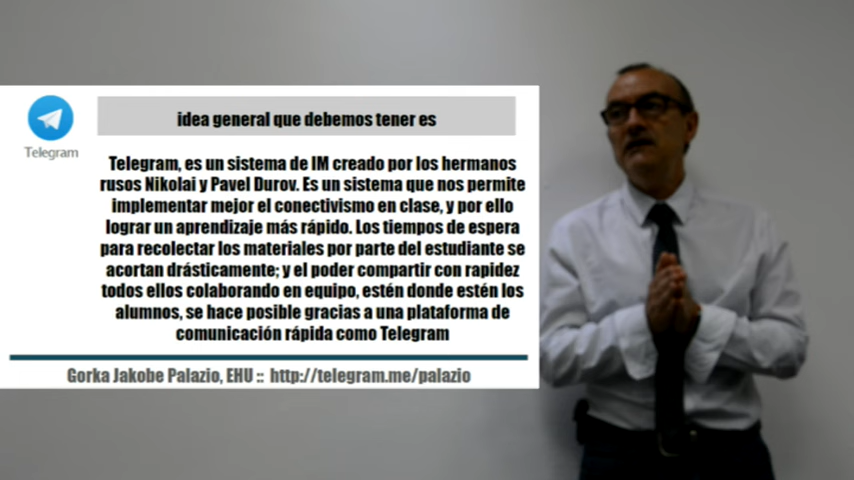 Telegram
idea general que debemos tener es
Telegram, es un sistema de IM creado por los hermanos
rusos Nikolai y Pavel Durov. Es un sistema que nos permite
implementar mejor el conectivismo en clase, y por ello
lograr un aprendizaje más rápido. Los tiempos de espera
para recolectar los materiales por parte del estudiante se
acortan drásticamente; y el poder compartir con rapidez
todos ellos colaborando en equipo, estén donde estén los
alumnos, se hace posible gracias a una plataforma de
comunicación rápida como Telegram
Gorka Jakobe Palazio, EHU :: http://telegram.me/palazio